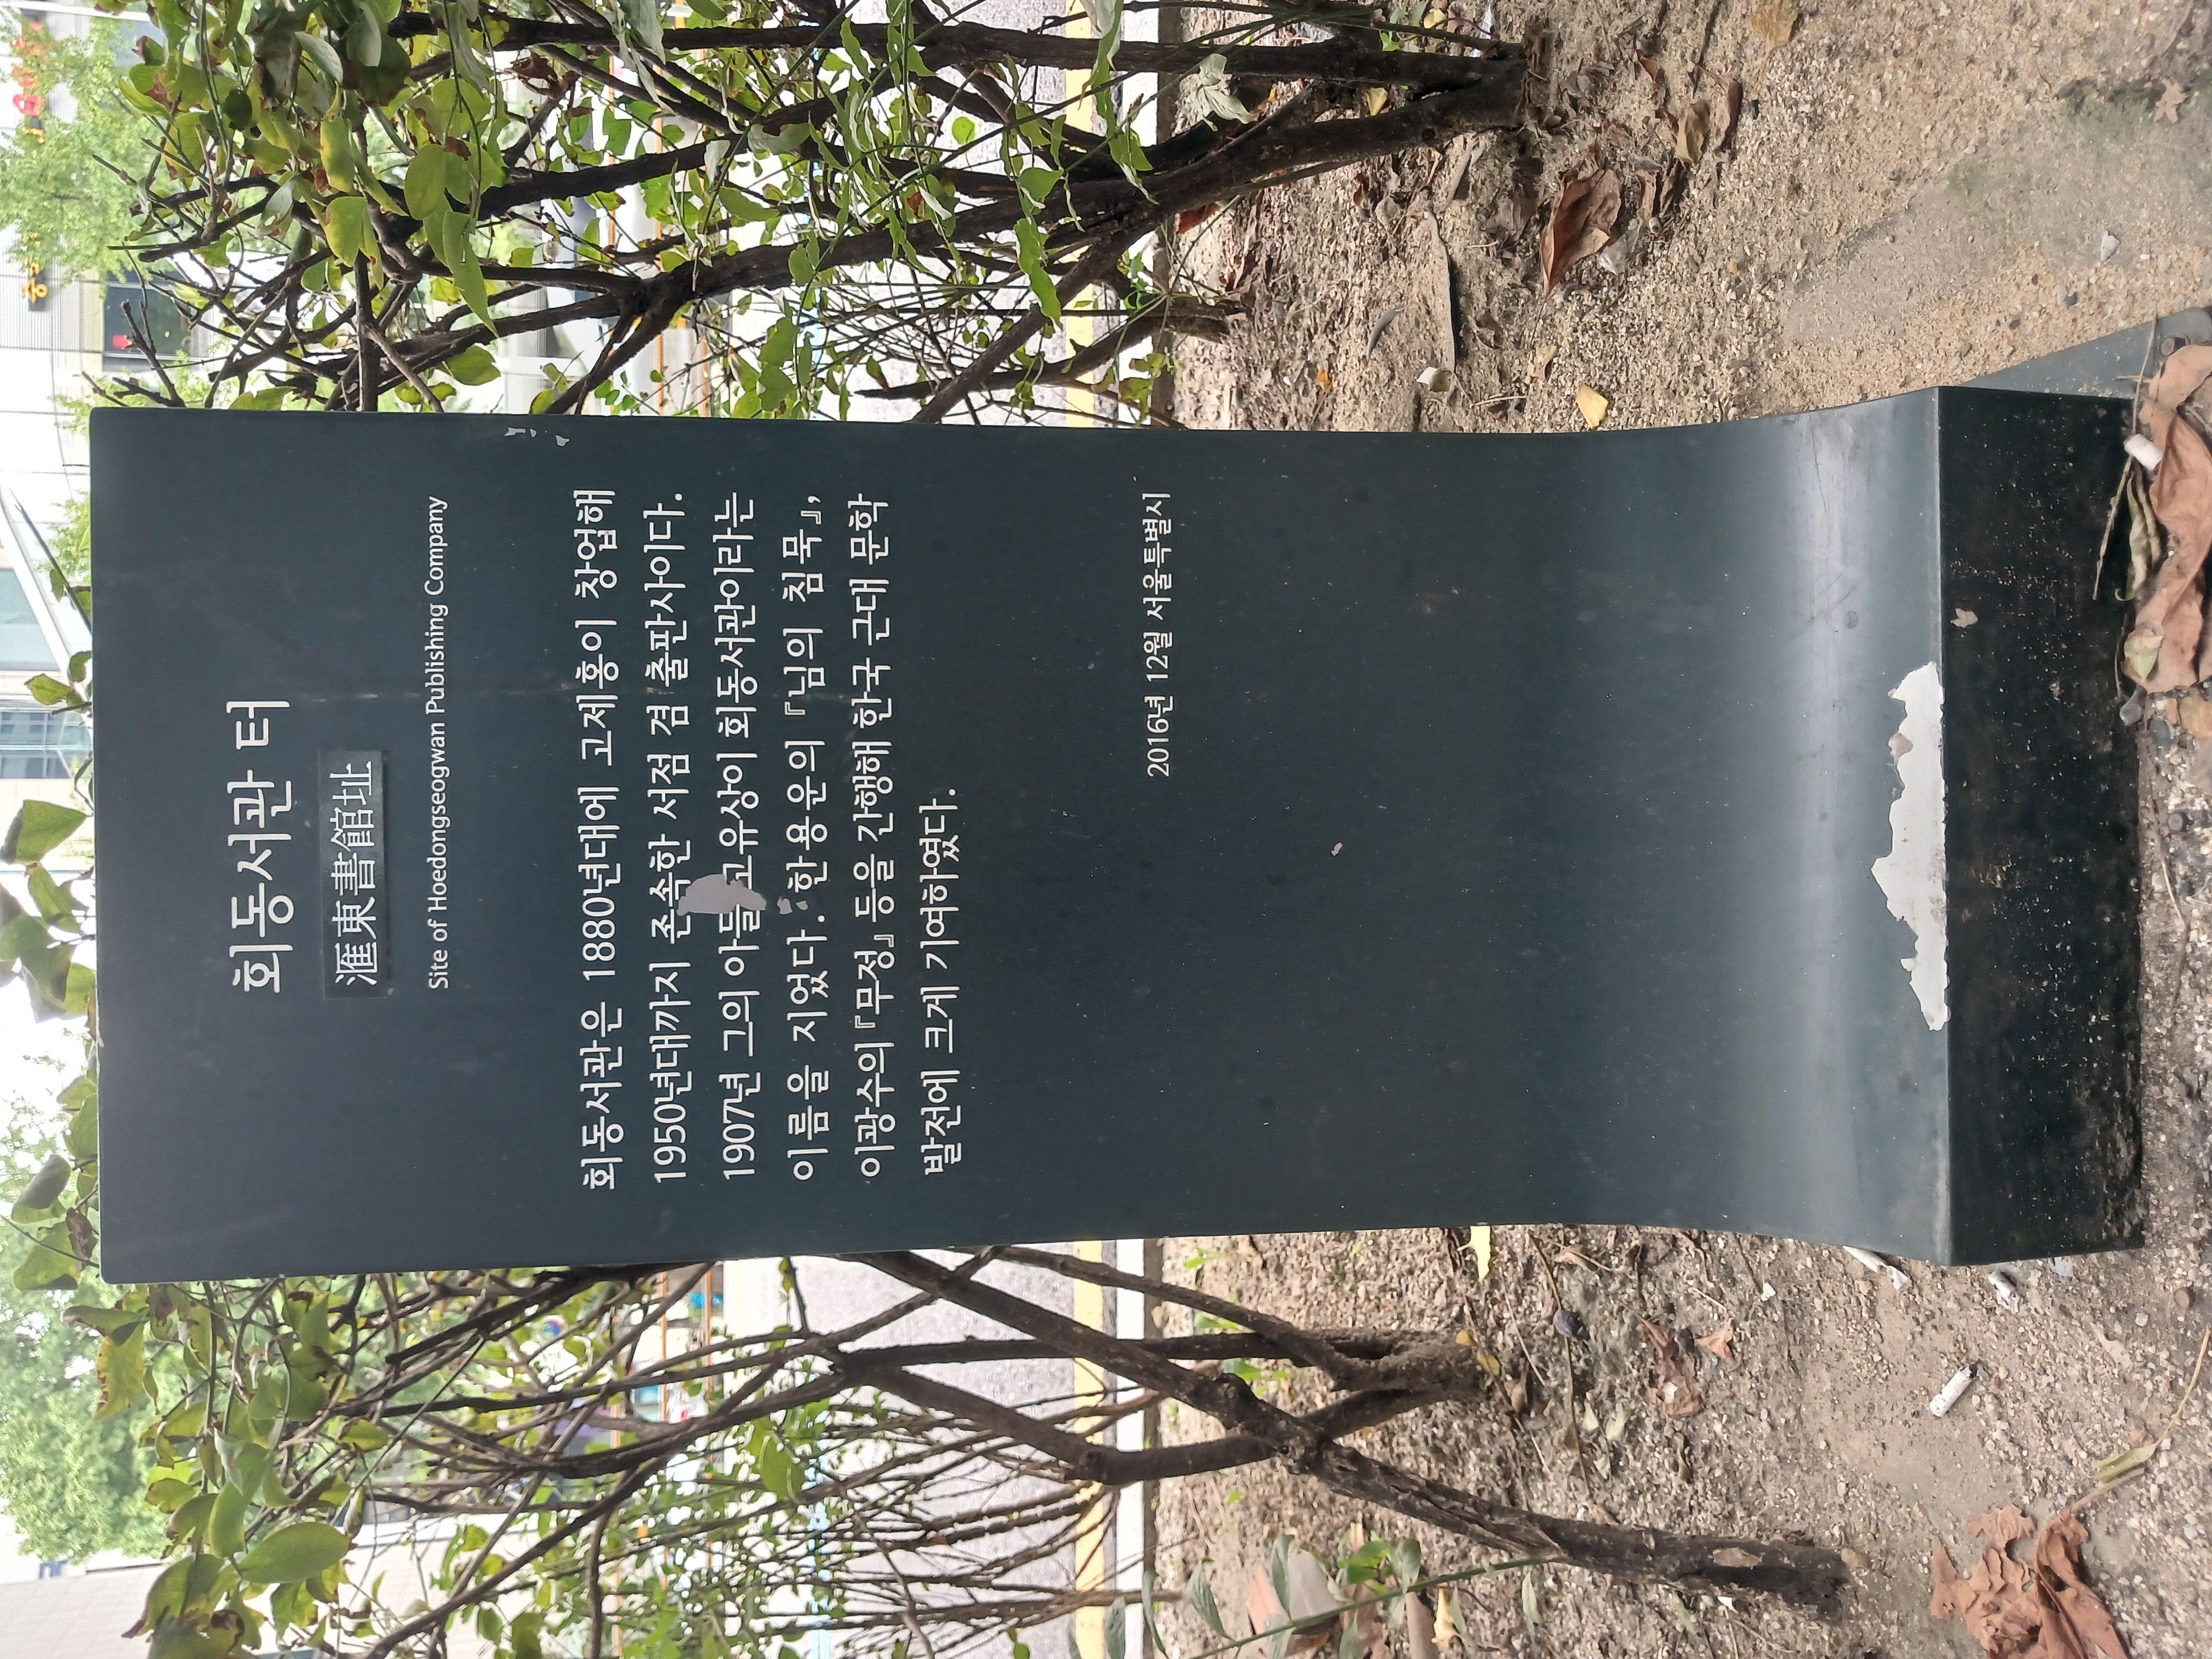 회동서관 터
滙東書館址
Site of Hoedongseogwan Publishing Company
회동서관은 1880년대에 고제홍이 창업해
1950년대까지 존속한 서점 겸 출판사이다.
1907년 그의 아들 고유상이 회동서관이라는
이름을 지었다. 한용운의 『님의 침묵』,
이광수의 『무정』 등을 간행해 한국 근대 문학
발전에 크게 기여하였다.
2016년 12월 서울특별시